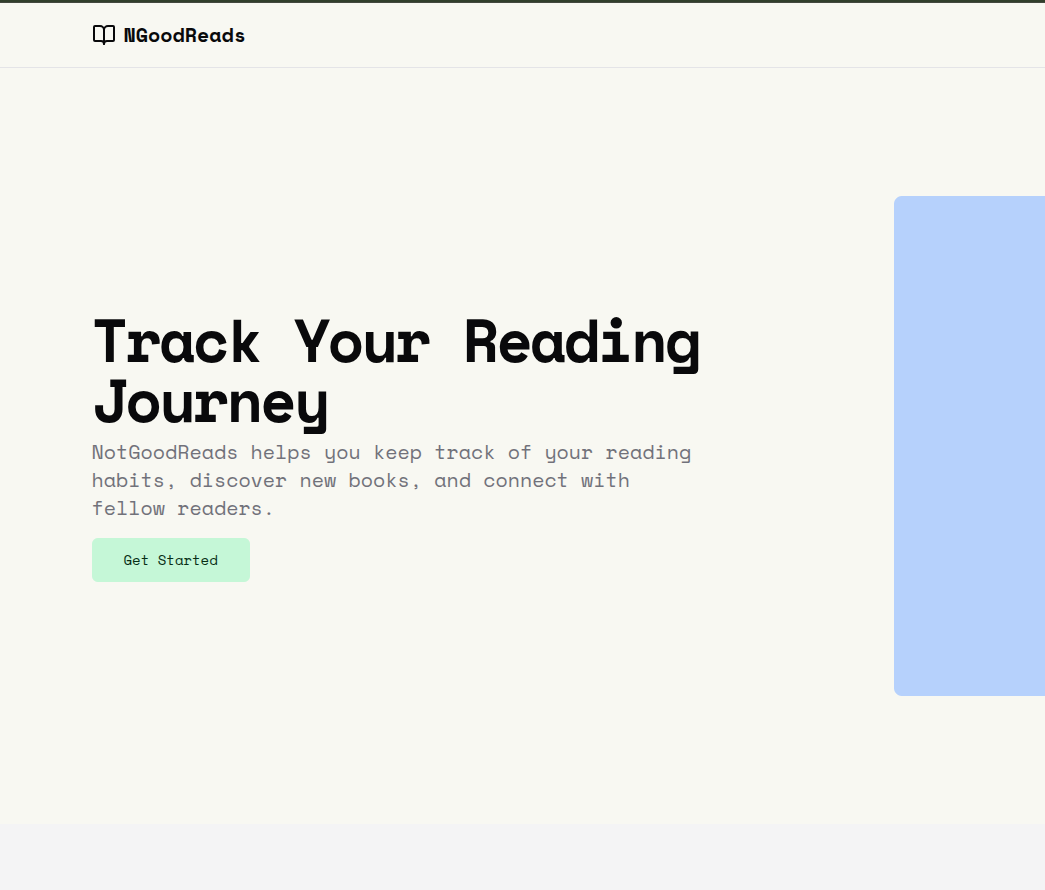 NGoodReads
Track Your Reading
Journey
NotGoodReads helps you keep track of your reading
habits, discover new books, and connect with
fellow readers.
Get Started